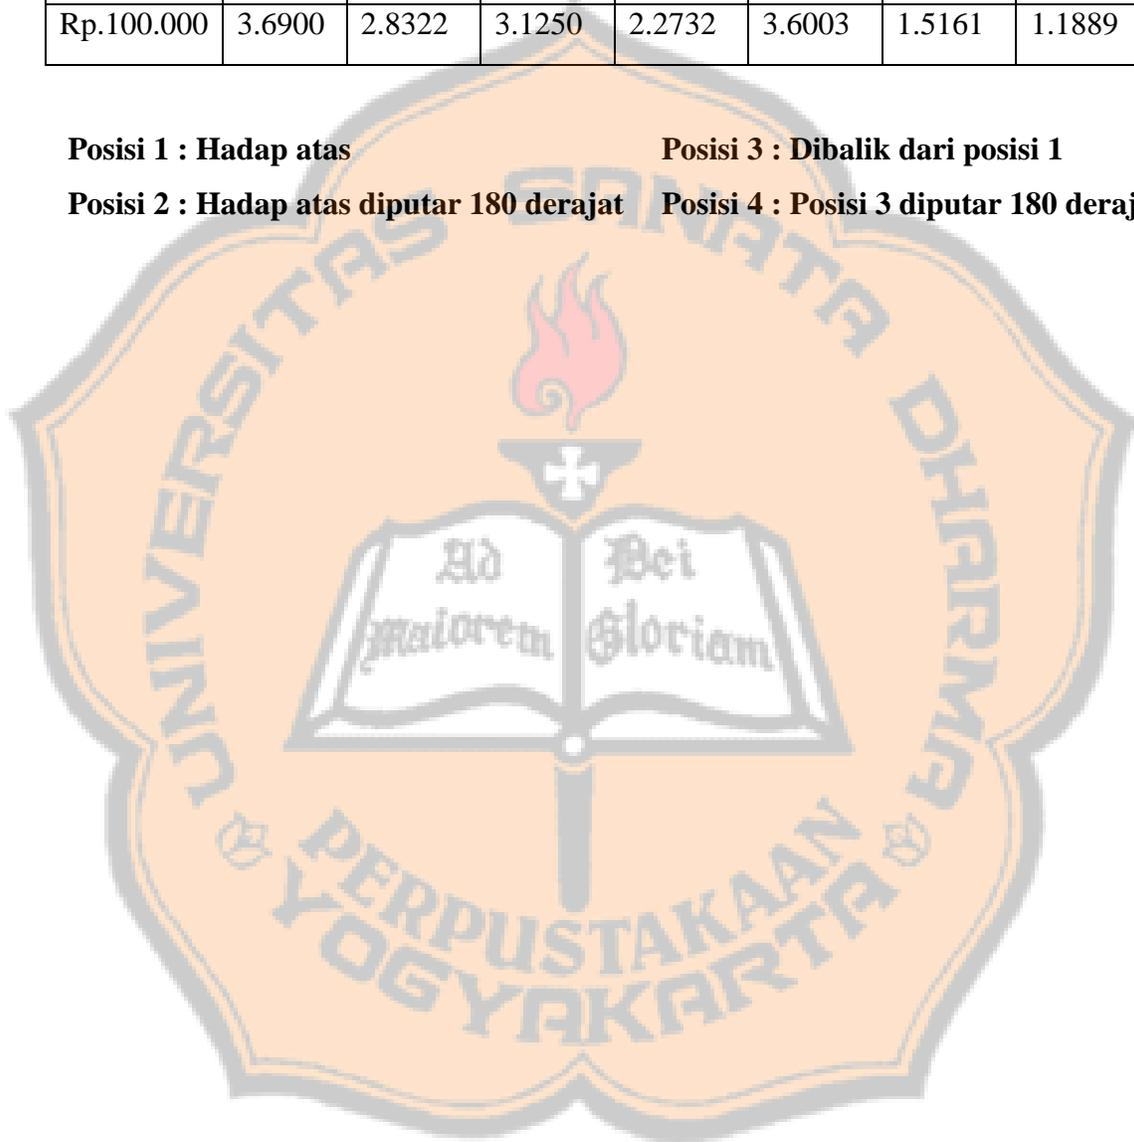 Rp.100.000 3.6900 2.8322 3.1250 2.2732 3.6003 1.5161 1.1889
Posisi 1 : Hadap atas Posisi 3 : Dibalik dari posisi 1
Posisi 2 : Hadap atas diputar 180 derajat Posisi 4 : Posisi 3 diputar 180 deraj
UNIVERSITAS SANATA DHARMA
Ad Dei
maiorem Gloriam
PERPUSTAKAAN
YOGYAKARTA